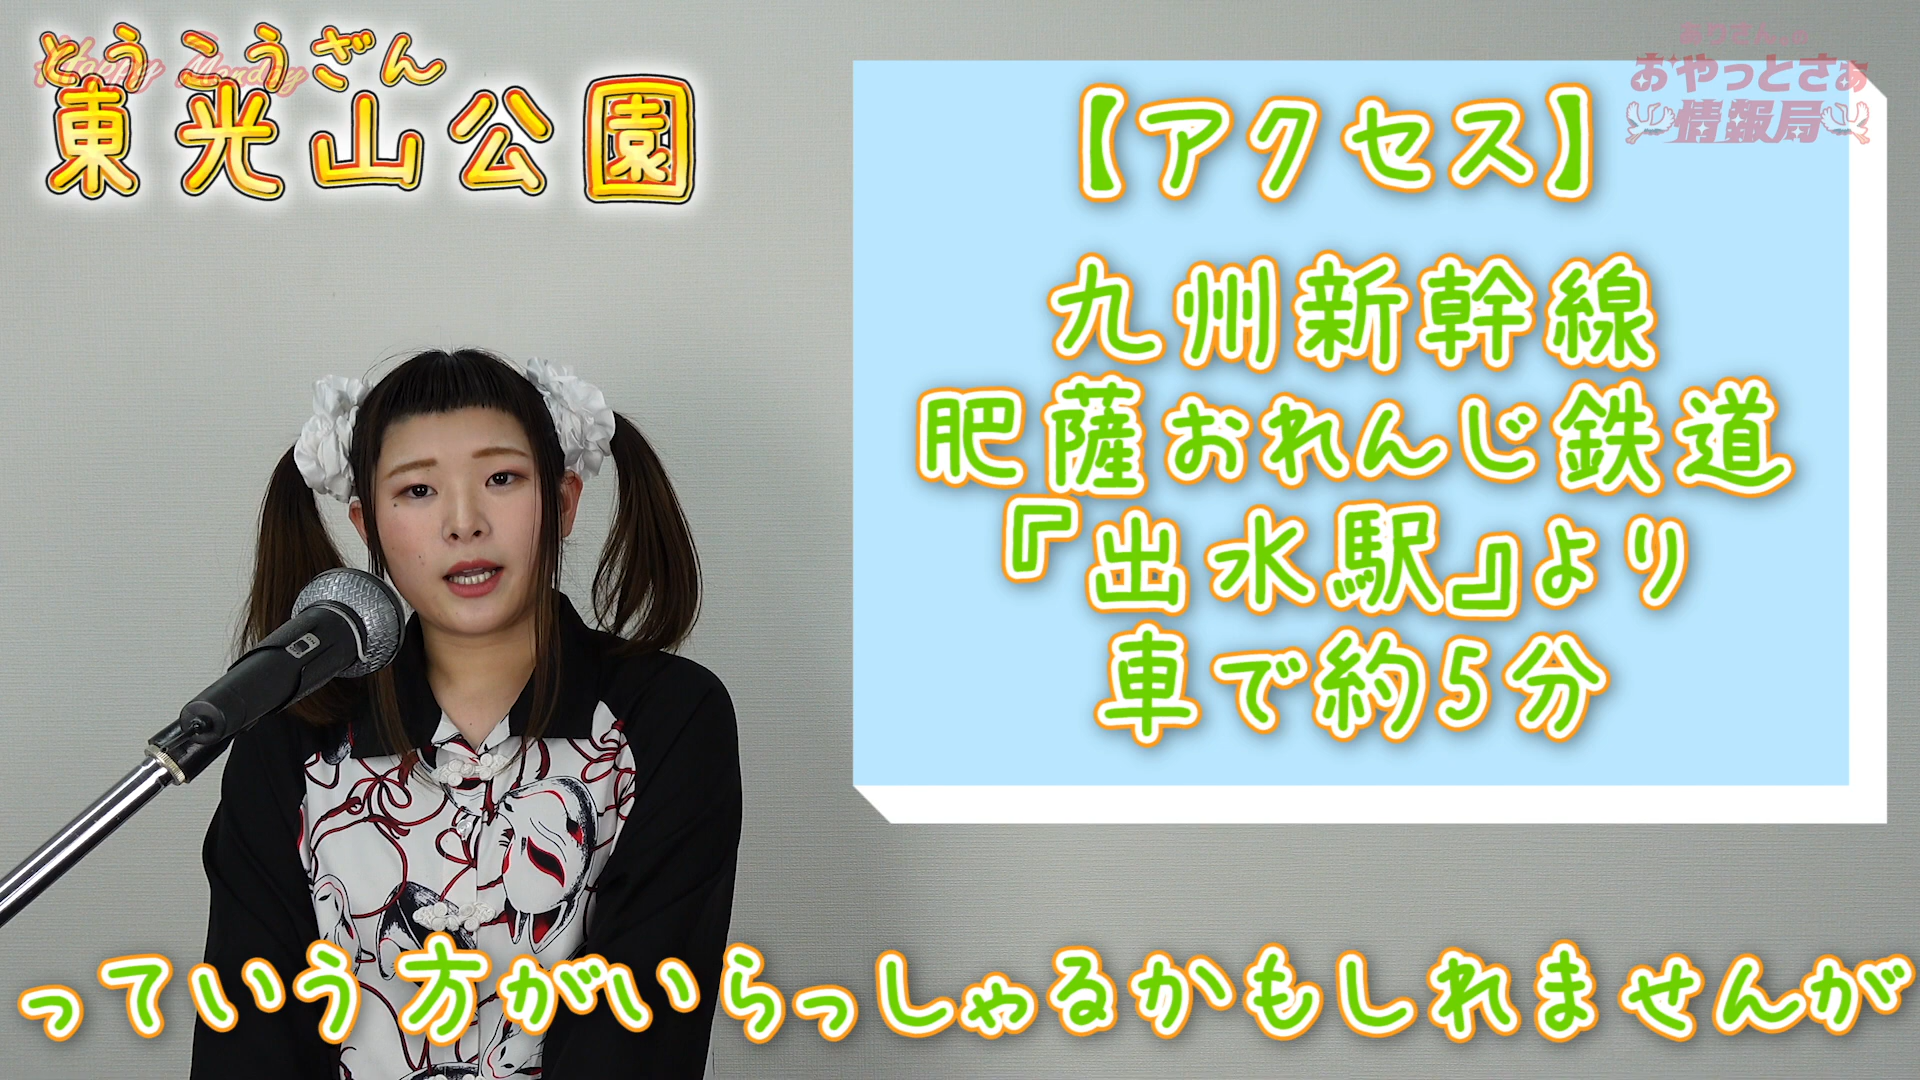 とうこうざん
Happy Monday
東光山公園
おやっとさぁ
情報局
【アクセス】
九州新幹線
肥薩おれんじ鉄道
『出水駅』より
車で約5分
っていう方がいらっしゃるかもしれませんが